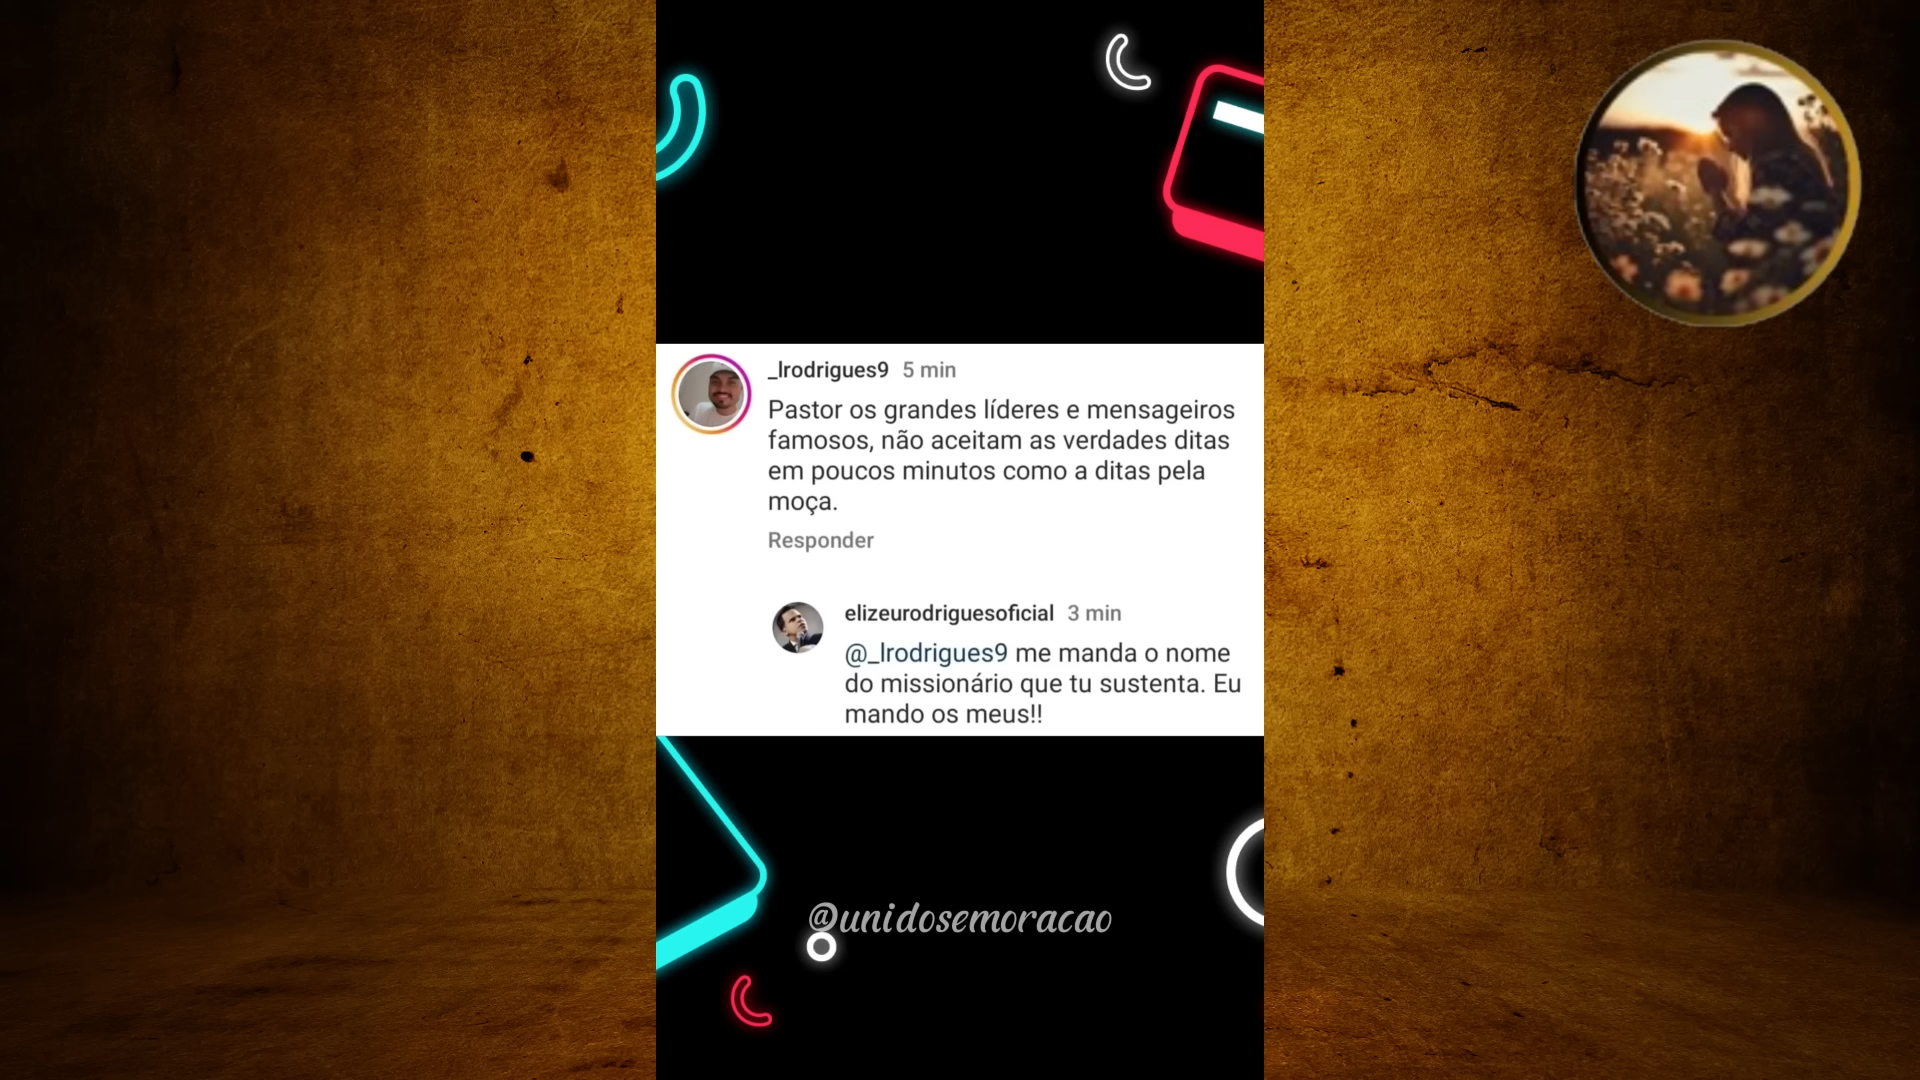 _lrodrigues9 5 min
Pastor os grandes líderes e mensageiros
famosos, não aceitam as verdades ditas
em poucos minutos como a ditas pela
moça.
Responder
elizeurodriguesoficial 3 min
@_lrodrigues9 me manda o nome
do missionário que tu sustenta. Eu
mando os meus!!
@unidosemoracao